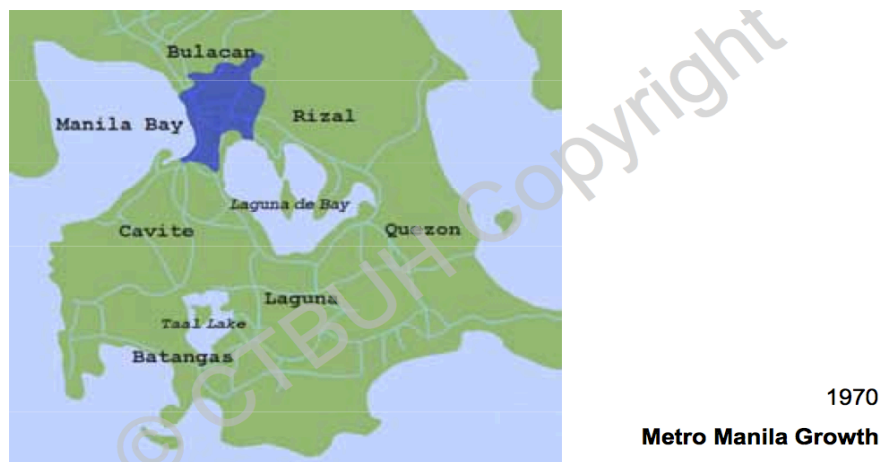 Bulacan
Manila Bay
Rizal
Laguna de Bay
Cavite
Quezon
Laguna
Taal Lake
Batangas
© CTBUH Copyright
1970
Metro Manila Growth